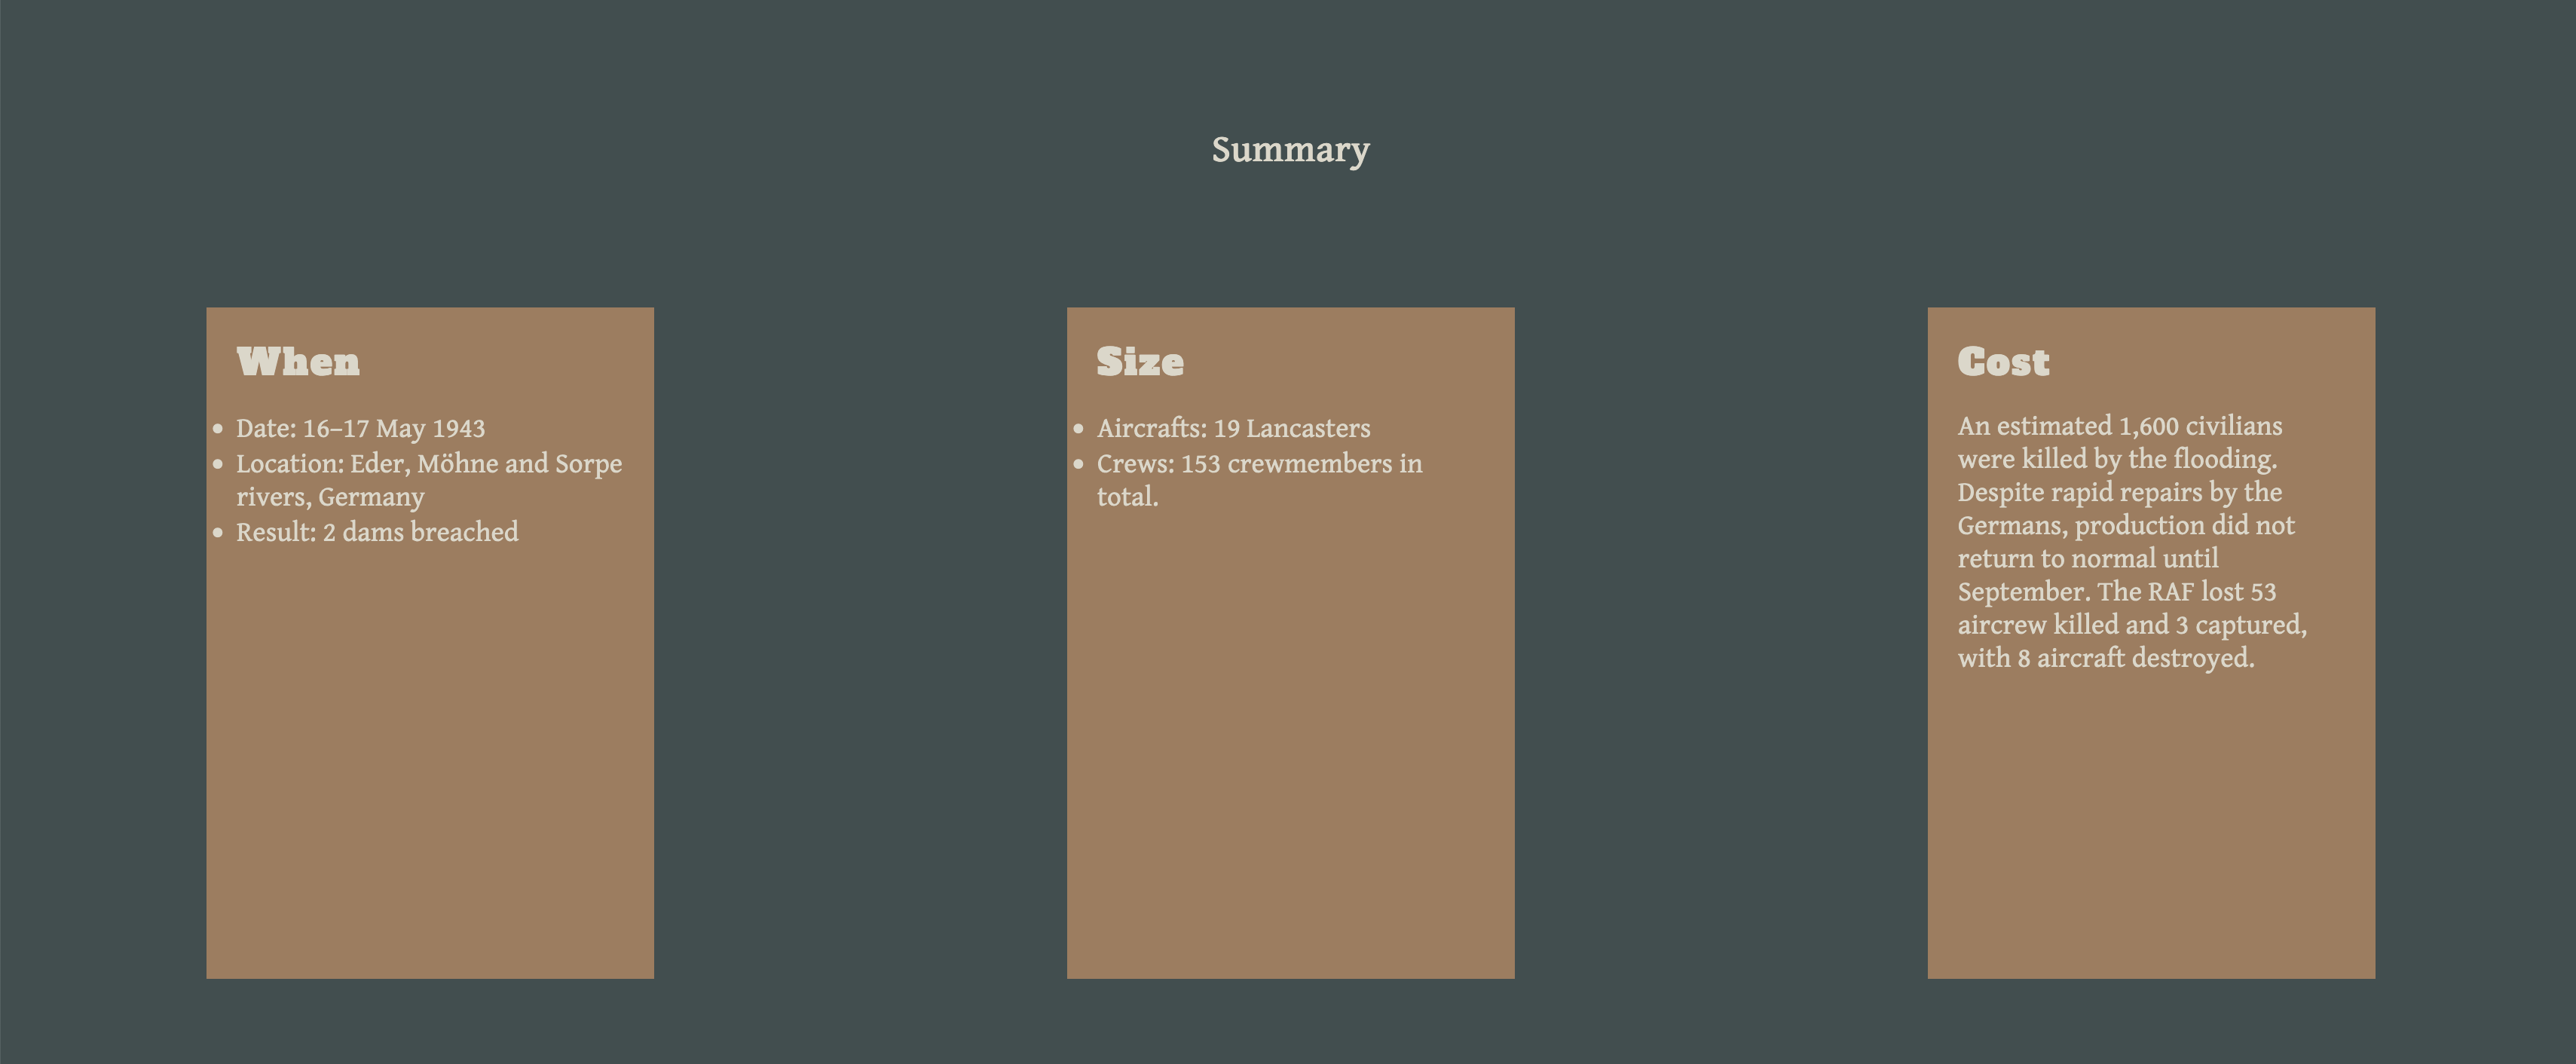 Summary
When
• Date: 16–17 May 1943
• Location: Eder, Möhne and Sorpe
rivers, Germany
• Result: 2 dams breached
Size
• Aircrafts: 19 Lancasters
• Crews: 153 crewmembers in
total.
Cost
An estimated 1,600 civilians
were killed by the flooding.
Despite rapid repairs by the
Germans, production did not
return to normal until
September. The RAF lost 53
aircrew killed and 3 captured,
with 8 aircraft destroyed.